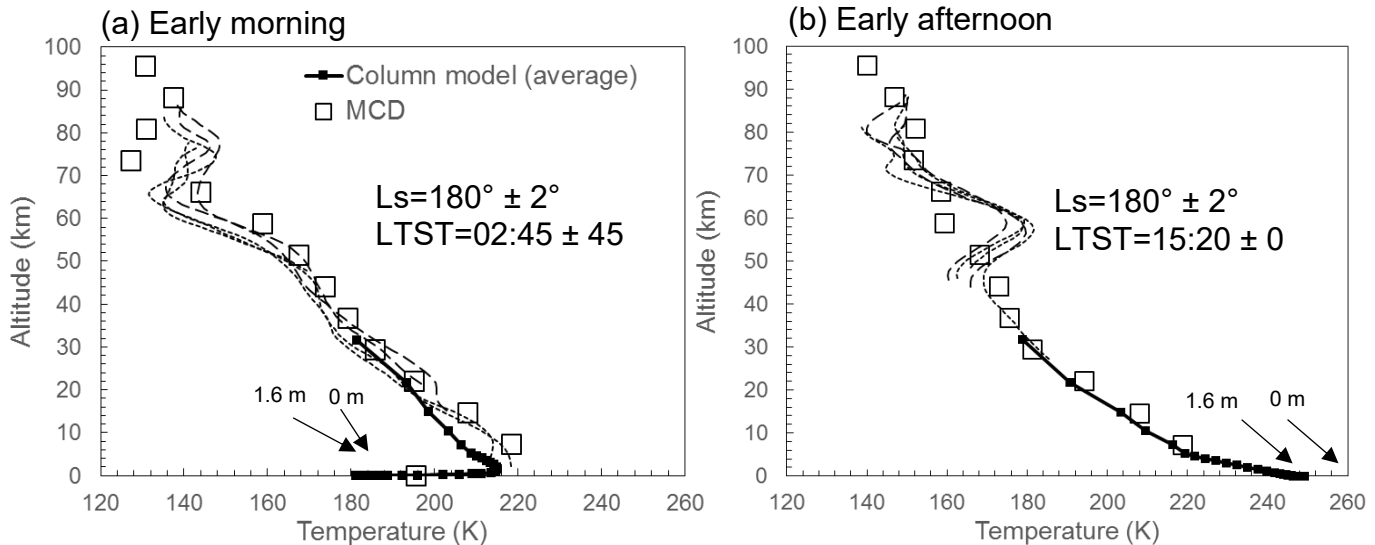 (a) Early morning
(b) Early afternoon
100
90
80
70
60
50
40
30
20
10
0
Altitude (km)
Column model (average)
MCD
Ls=180° ± 2°
LTST=02:45 ± 45
1.6 m
0 m
120 140 160 180 200 220 240 260
Temperature (K)
100
90
80
70
60
50
40
30
20
10
0
Altitude (km)
Ls=180° ± 2°
LTST=15:20 ± 0
1.6 m
0 m
120 140 160 180 200 220 240 260
Temperature (K)